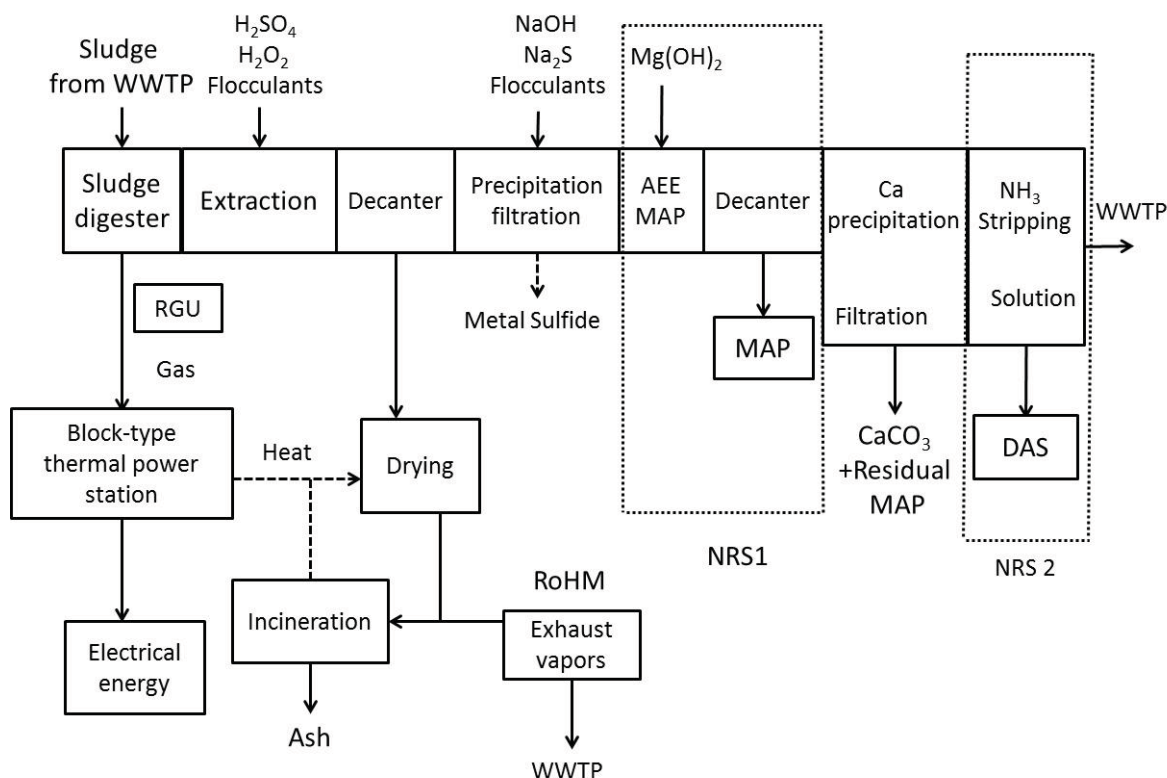 Sludge
from WWTP
H₂SO₄
H₂O₂
Flocculants
NaOH
Na₂S
Flocculants
Mg(OH)₂
Sludge
digester
Extraction
Decanter
Precipitation
filtration
AEE
MAP
Decanter
Ca
precipitation
Filtration
NH₃
Stripping
Solution
WWTP
RGU
Gas
Metal Sulfide
MAP
CaCO₃
+Residual
MAP
DAS
Block-type
thermal power
station
Heat
Drying
NRS1
NRS 2
Incineration
RoHM
Exhaust
vapors
Electrical
energy
Ash
WWTP